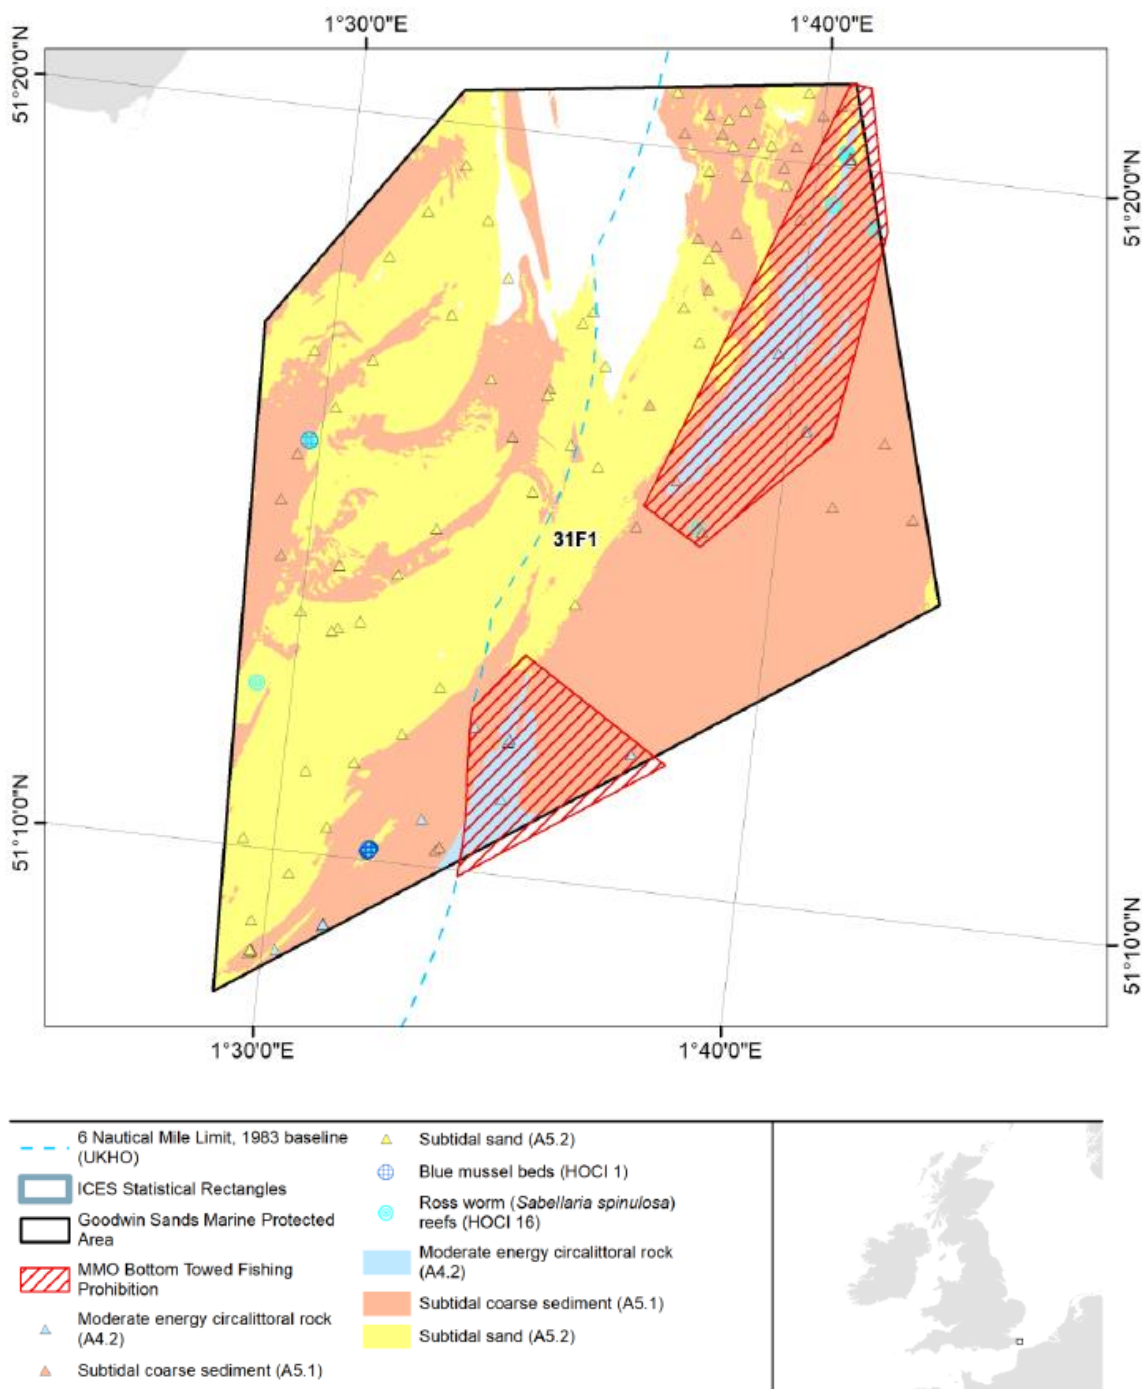 1°30'0"E
1°40'0"E
51°20'0"N
51°20'0"N
31F1
51°10'0"N
51°10'0"N
1°30'0"E
1°40'0"E
6 Nautical Mile Limit, 1983 baseline
(UKHO)
ICES Statistical Rectangles
Goodwin Sands Marine Protected
Area
MMO Bottom Towed Fishing
Prohibition
Moderate energy circalittoral rock
(A4.2)
Subtidal coarse sediment (A5.1)
Subtidal sand (A5.2)
Blue mussel beds (HOCI 1)
Ross worm (Sabellaria spinulosa)
reefs (HOCI 16)
Moderate energy circalittoral rock
(A4.2)
Subtidal coarse sediment (A5.1)
Subtidal sand (A5.2)